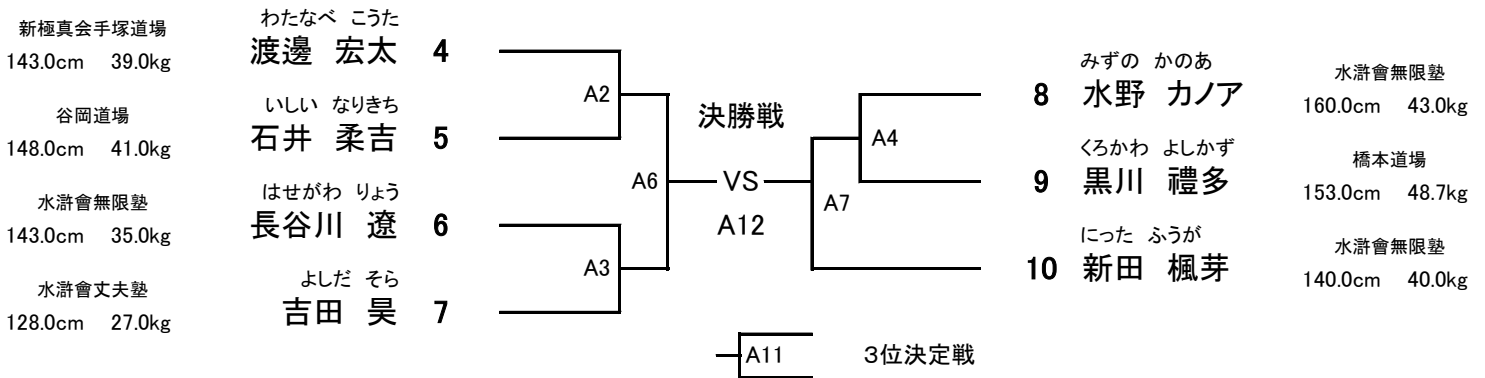 新極真会手塚道場
143.0cm 39.0kg
わたなべ こうた
渡邊 宏太 4
谷岡道場
148.0cm 41.0kg
いしい なりきち
石井 柔吉 5
水滸會無限塾
143.0cm 35.0kg
はせがわ りょう
長谷川 遼 6
水滸會丈夫塾
128.0cm 27.0kg
よしだ そら
吉田 昊 7
A2
A3
A6
決勝戦
VS
A12
A4
A7
みずの かのあ
8 水野 カノア
水滸會無限塾
160.0cm 43.0kg
くろかわ よしかず
9 黒川 禮多
橋本道場
153.0cm 48.7kg
にった ふうが
10 新田 楓芽
水滸會無限塾
140.0cm 40.0kg
A11 3位決定戦